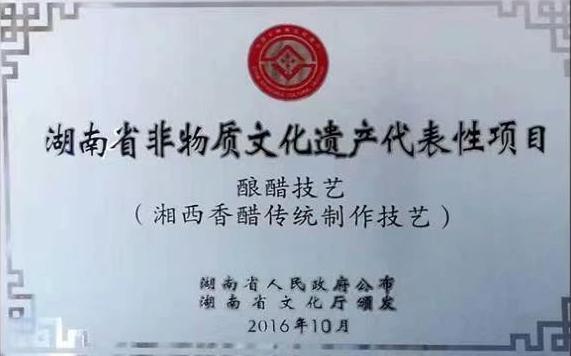 湖南省非物质文化遗产代表性项目
酿醋技艺
（湘西香醋传统制作技艺）
湖南省人民政府公布
湖南省文化厅颁发
2016年10月